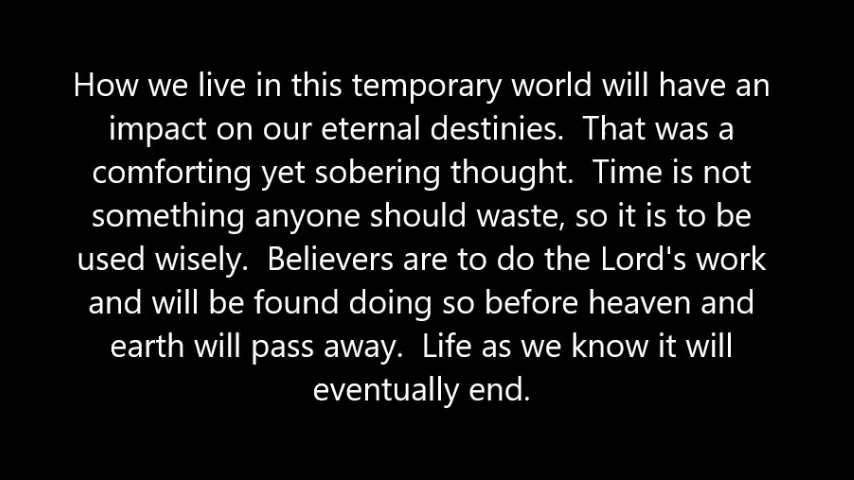 How we live in this temporary world will have an
impact on our eternal destinies.  That was a
comforting yet sobering thought.  Time is not
something anyone should waste, so it is to be
used wisely.  Believers are to do the Lord's work
and will be found doing so before heaven and
earth will pass away.  Life as we know it will
eventually end.